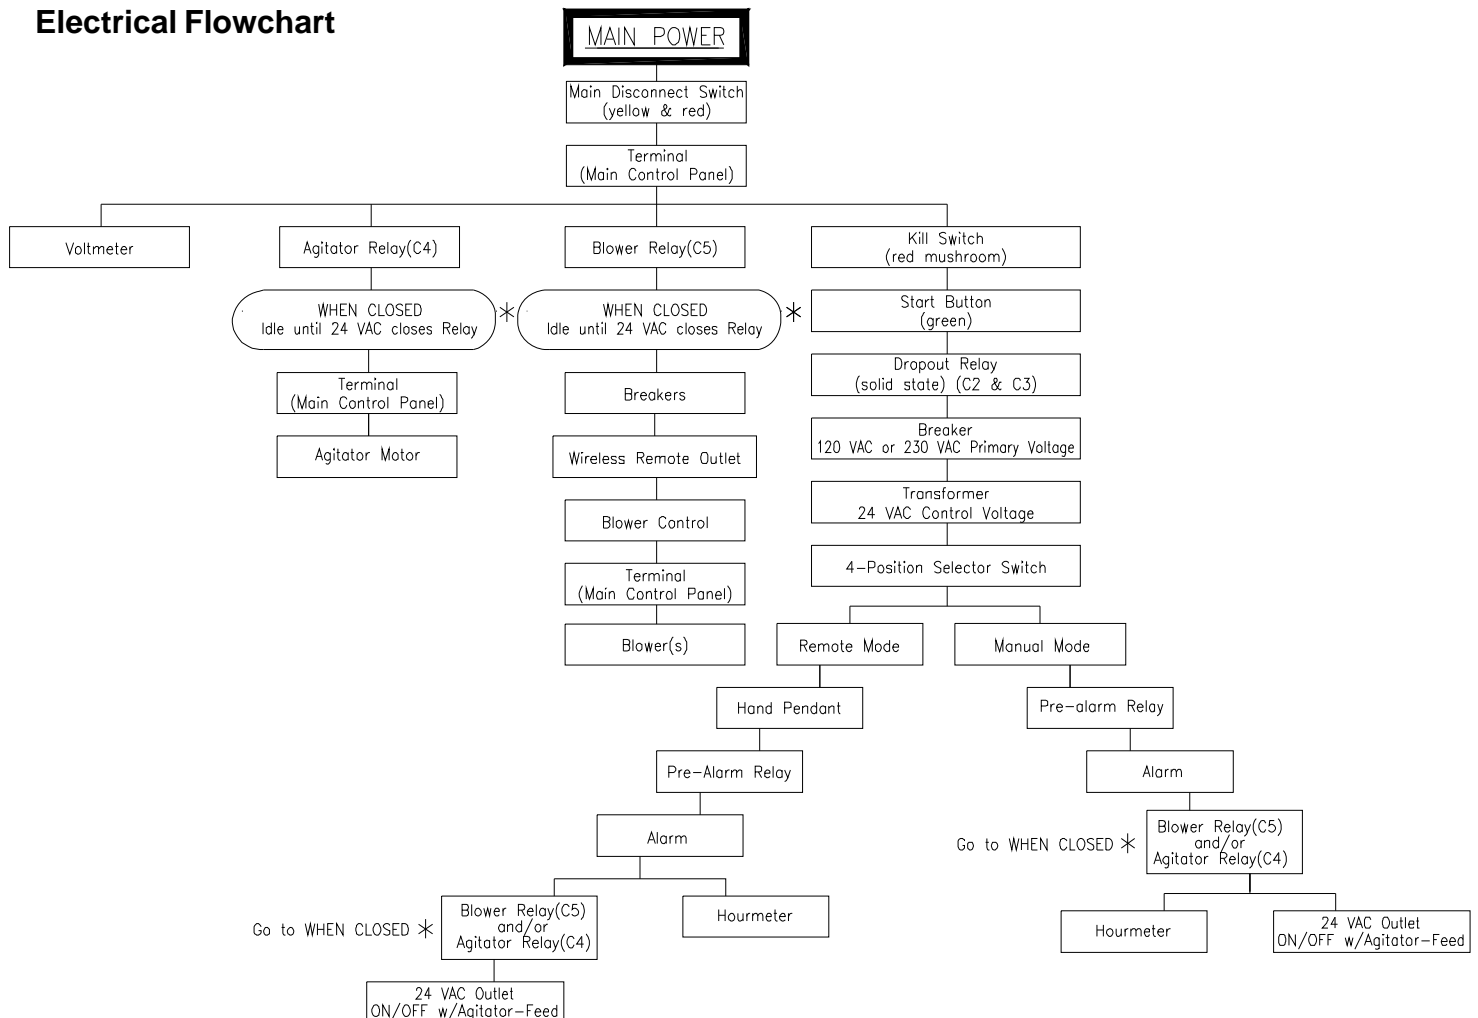 Electrical Flowchart
MAIN POWER
Main Disconnect Switch
(yellow & red)
Terminal
(Main Control Panel)
Voltmeter
Agitator Relay(C4)
Blower Relay(C5)
Kill Switch
(red mushroom)
WHEN CLOSED
Idle until 24 VAC closes Relay
*
WHEN CLOSED
Idle until 24 VAC closes Relay
*
Start Button
(green)
Dropout Relay
(solid state) (C2 & C3)
Terminal
(Main Control Panel)
Breakers
Breaker
120 VAC or 230 VAC Primary Voltage
Agitator Motor
Wireless Remote Outlet
Transformer
24 VAC Control Voltage
Blower Control
4-Position Selector Switch
Terminal
(Main Control Panel)
Blower(s)
Remote Mode
Manual Mode
Hand Pendant
Pre-alarm Relay
Pre-Alarm Relay
Alarm
Alarm
Go to WHEN CLOSED *
Blower Relay(C5)
and/or
Agitator Relay(C4)
Go to WHEN CLOSED *
Blower Relay(C5)
and/or
Agitator Relay(C4)
Hourmeter
Hourmeter
24 VAC Outlet
ON/OFF w/Agitator-Feed
24 VAC Outlet
ON/OFF w/Agitator-Feed